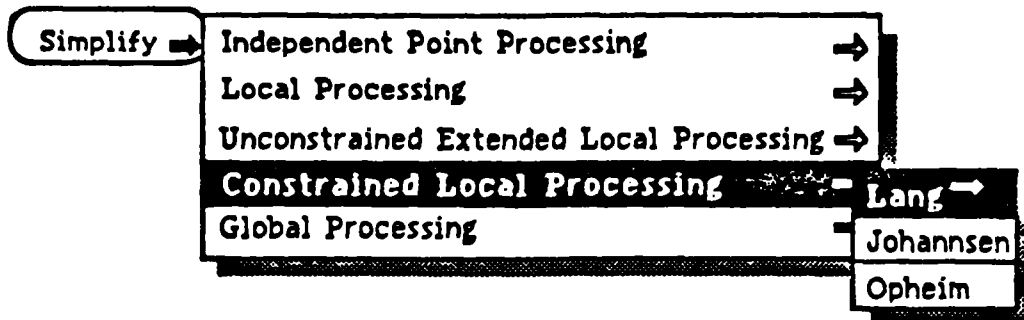 Simplify
Independent Point Processing
Local Processing
Unconstrained Extended Local Processing
Constrained Local Processing
Global Processing
Lang
Johannsen
Opheim